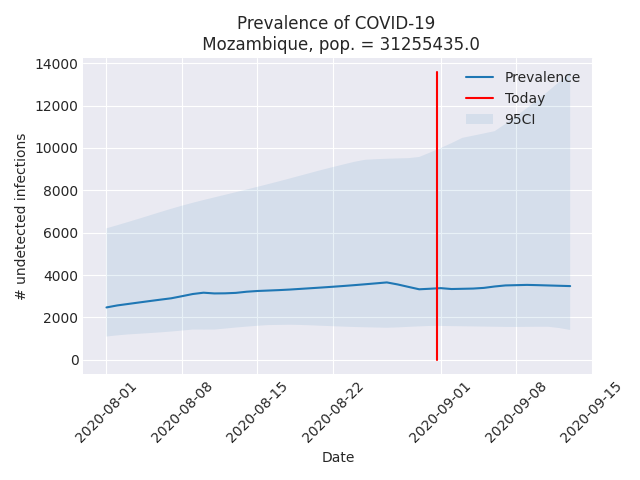 Prevalence of COVID-19
Mozambique, pop. = 31255435.0
14000
12000
10000
8000
6000
4000
2000
0
# undetected infections
Prevalence
Today
95CI
2020-08-01
2020-08-08
2020-08-15
2020-08-22
2020-09-01
2020-09-08
2020-09-15
Date